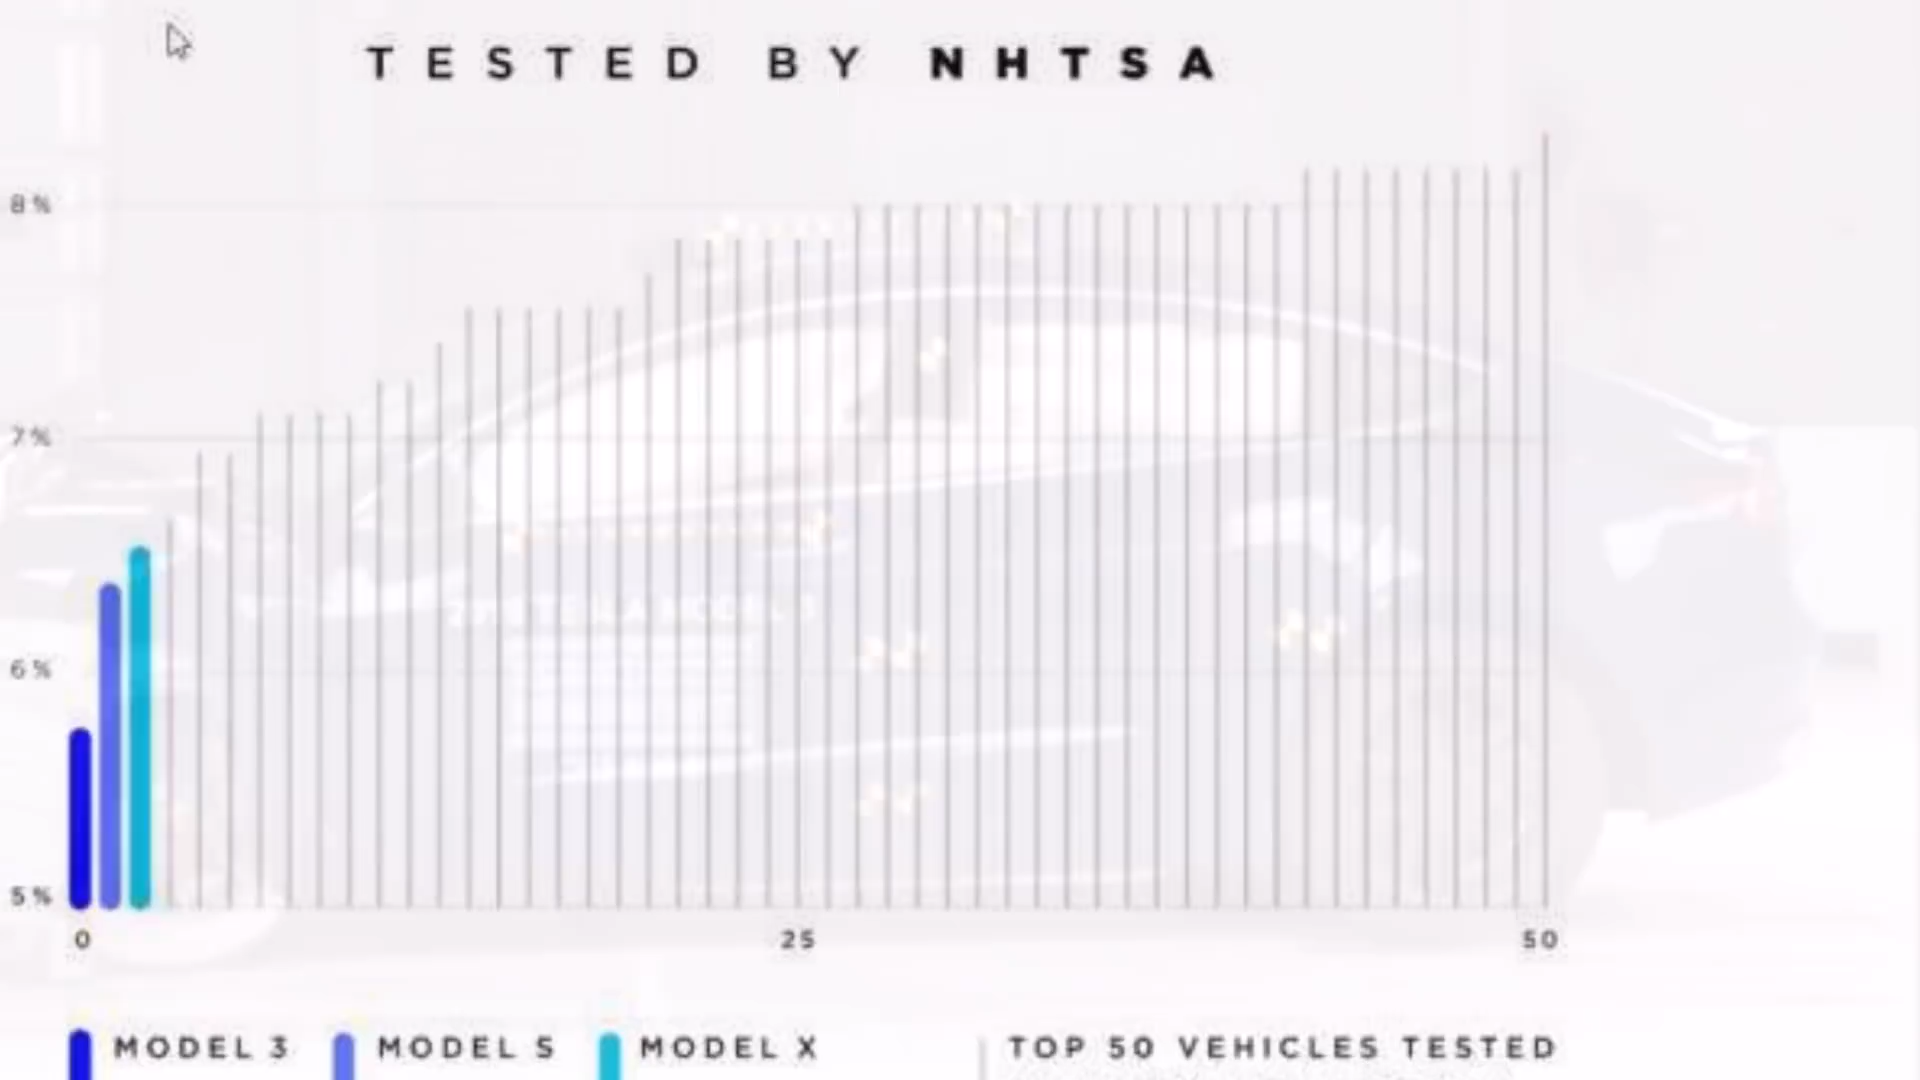 TESTED BY NHTSA
8%
7%
6%
5%
0 25 50
MODEL 3 MODEL S MODEL X TOP 50 VEHICLES TESTED